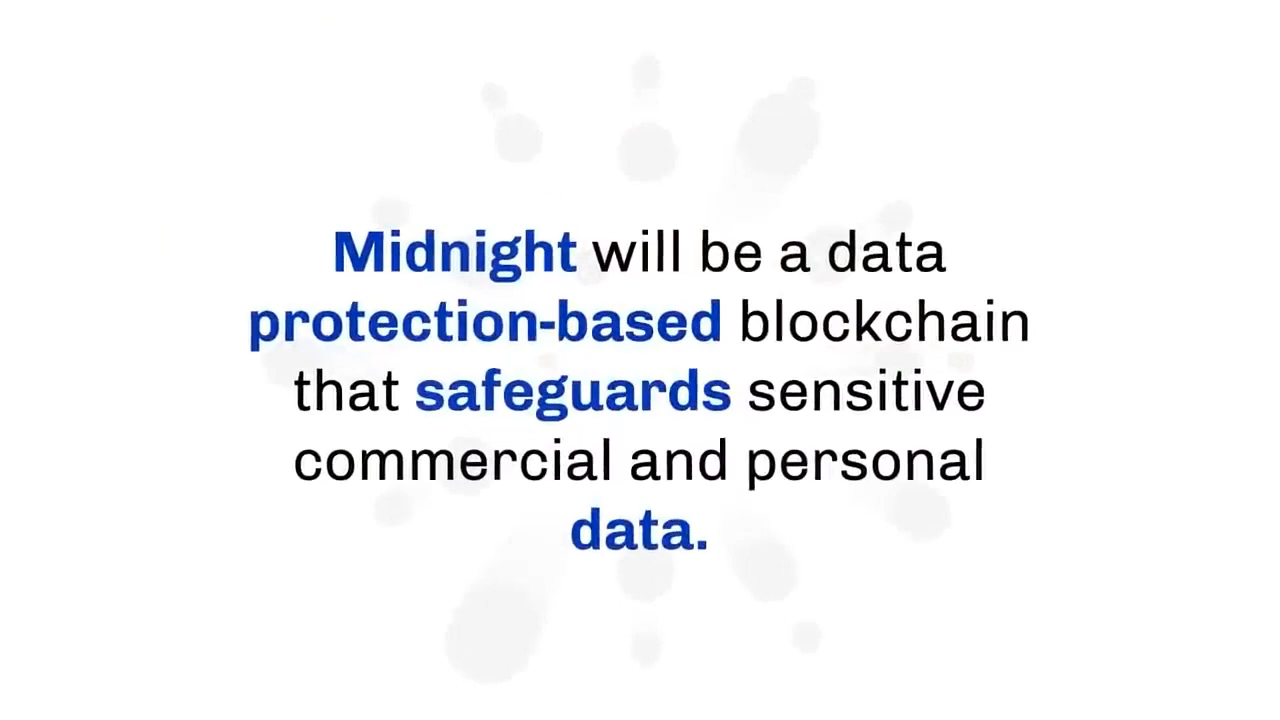 Midnight will be a data
protection-based blockchain
that safeguards sensitive
commercial and personal
data.